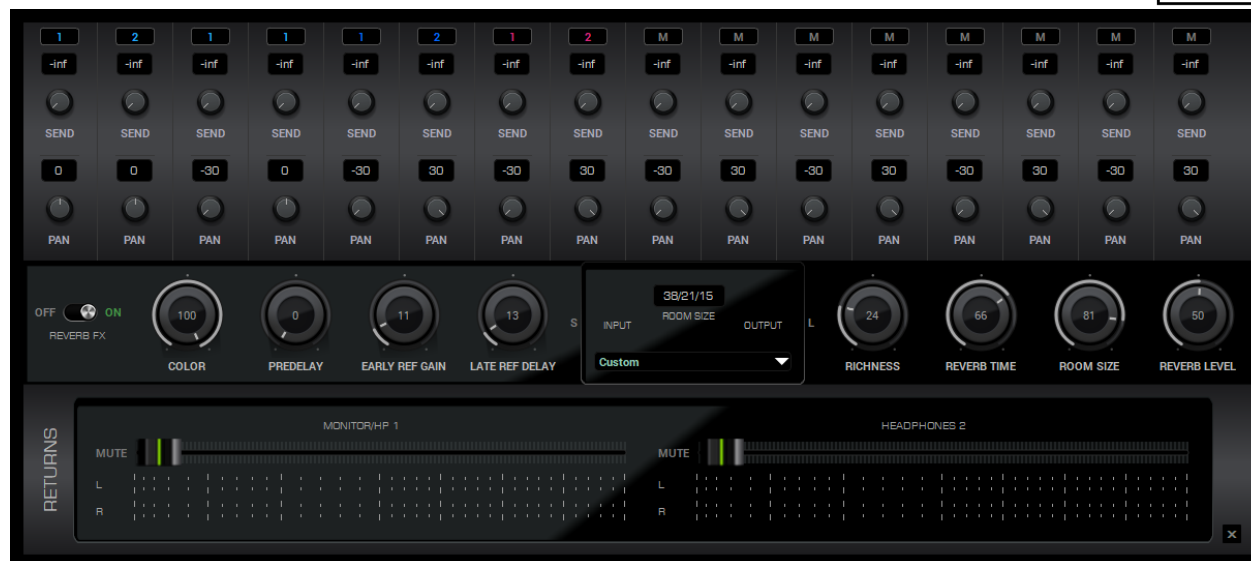 1 2 1 1 1 2 1 2 M M M M M M M M
-inf -inf -inf -inf -inf -inf -inf -inf -inf -inf -inf -inf -inf -inf -inf -inf
SEND SEND SEND SEND SEND SEND SEND SEND SEND SEND SEND SEND SEND SEND SEND SEND
0 0 -30 0 -30 30 -30 30 -30 30 -30 30 -30 30 -30 30
PAN PAN PAN PAN PAN PAN PAN PAN PAN PAN PAN PAN PAN PAN PAN PAN
OFF ON
REVERB FX
100
COLOR
0
PREDELAY
11
EARLY REF GAIN
13
LATE REF DELAY
S
38/21/15
INPUT ROOM SIZE OUTPUT
Custom
L
24
RICHNESS
66
REVERB TIME
81
ROOM SIZE
50
REVERB LEVEL
RETURNS
MONITOR/HP 1
MUTE
L
R
HEADPHONES 2
MUTE
L
R
x